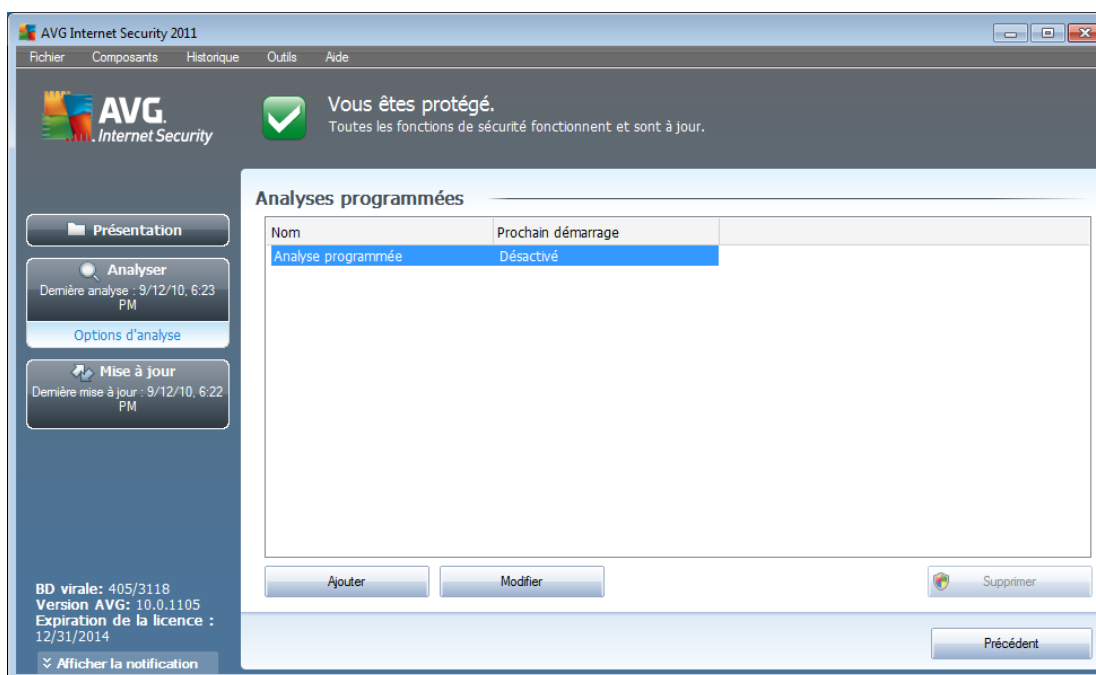 AVG Internet Security 2011
Fichier Composants Historique Outils Aide
AVG.
Internet Security
Vous êtes protégé.
Toutes les fonctions de sécurité fonctionnent et sont à jour.
Présentation
Analyser
Dernière analyse : 9/12/10, 6:23
PM
Options d'analyse
Mise à jour
Dernière mise à jour : 9/12/10, 6:22
PM
BD virale: 405/3118
Version AVG: 10.0.1105
Expiration de la licence :
12/31/2014
Afficher la notification
Analyses programmées
Nom Prochain démarrage
Analyse programmée Désactivé
Ajouter Modifier Supprimer
Précédent